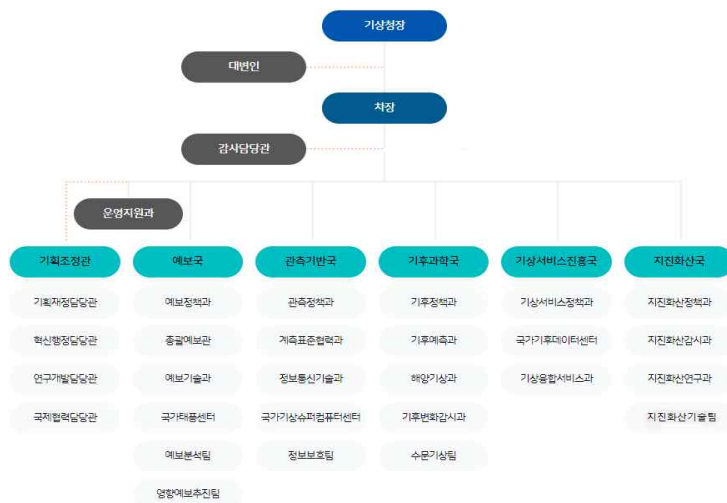 기상청장
대변인
차장
감사담당관
운영지원과
기획조정관
예보국
관측기반국
기후과학국
기상서비스진흥국
지진화산국
기획재정담당관
예보정책과
관측정책과
기후정책과
기상서비스정책과
지진화산정책과
혁신행정담당관
총괄예보관
계측표준협력과
기후예측과
국가기후데이터센터
지진화산감시과
연구개발담당관
예보기술과
정보통신기술과
해양기상과
기상융합서비스과
지진화산연구과
국제협력담당관
국가태풍센터
국가기상슈퍼컴퓨터센터
기후변화감시과
지진화산기술팀
예보분석팀
정보보호팀
수문기상팀
영향예보추진팀